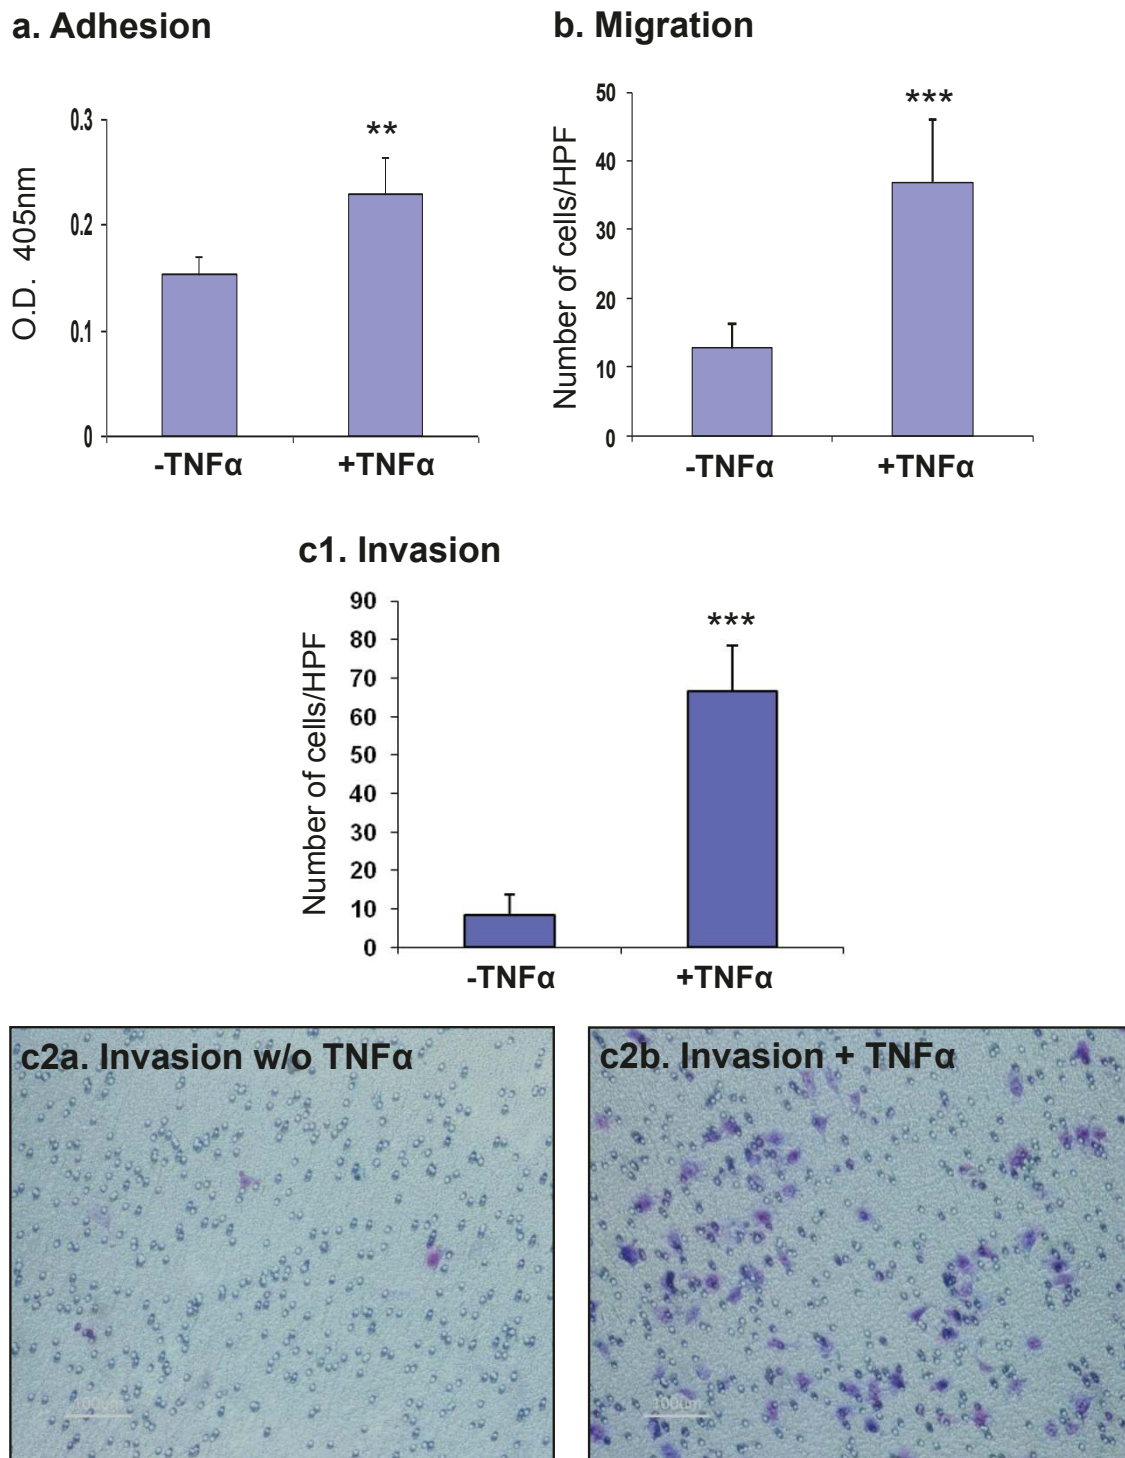 a. Adhesion
b. Migration
O.D. 405nm
0.3
0.2
0.1
0
**
-TNFα
+TNFα
Number of cells/HPF
50
40
30
20
10
0
***
-TNFα
+TNFα
c1. Invasion
Number of cells/HPF
90
80
70
60
50
40
30
20
10
0
***
-TNFα
+TNFα
c2a. Invasion w/o TNFα
c2b. Invasion + TNFα
100um
100um